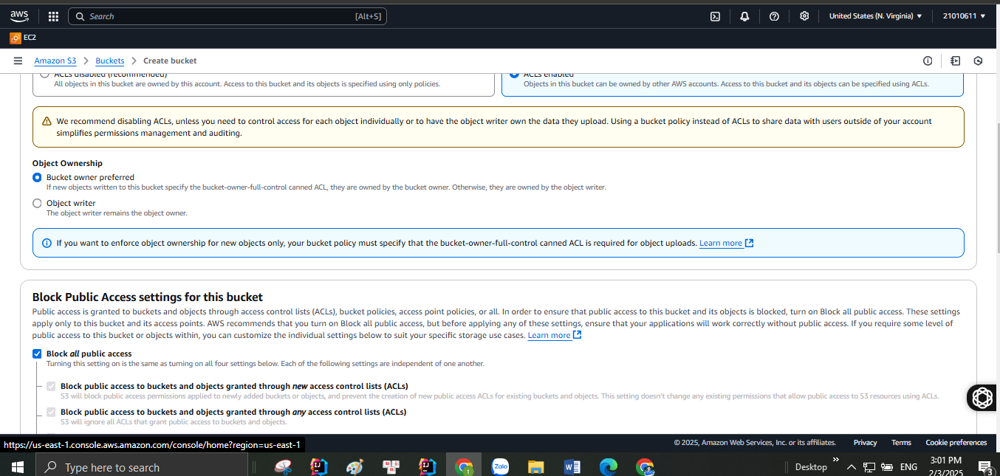 aws
Search
[Alt+S]
United States (N. Virginia)
21010611
EC2
Amazon S3
Buckets
Create bucket
ACLs disabled (recommended)
All objects in this bucket are owned by this account. Access to this bucket and its objects is specified using only policies.
ACLs enabled
Objects in this bucket can be owned by other AWS accounts. Access to this bucket and its objects can be specified using ACLs.
We recommend disabling ACLs, unless you need to control access for each object individually or to have the object writer own the data they upload. Using a bucket policy instead of ACLs to share data with users outside of your account
simplifies permissions management and auditing.
Object Ownership
Bucket owner preferred
If new objects written to this bucket specify the bucket-owner-full-control canned ACL, they are owned by the bucket owner. Otherwise, they are owned by the object writer.
Object writer
The object writer remains the object owner.
If you want to enforce object ownership for new objects only, your bucket policy must specify that the bucket-owner-full-control canned ACL is required for object uploads. Learn more
Block Public Access settings for this bucket
Public access is granted to buckets and objects through access control lists (ACLs), bucket policies, access point policies, or all. In order to ensure that public access to this bucket and its objects is blocked, turn on Block all public access. These settings
apply only to this bucket and its access points. AWS recommends that you turn on Block all public access, but before applying any of these settings, ensure that your applications will work correctly without public access. If you require some level of
public access to this bucket or objects within, you can customize the individual settings below to suit your specific storage use cases. Learn more
Block all public access
Turning this setting on is the same as turning on all four settings below. Each of the following settings are independent of one another.
Block public access to buckets and objects granted through new access control lists (ACLs)
S3 will block public access permissions applied to newly added buckets or objects, and prevent the creation of new public access ACLs for existing buckets and objects. This setting doesn't change any existing permissions that allow public access to S3 resources using ACLs.
Block public access to buckets and objects granted through any access control lists (ACLs)
S3 will ignore all ACLs that grant public access to buckets and objects.
https://us-east-1.console.aws.amazon.com/console/home?region=us-east-1
© 2025, Amazon Web Services, Inc. or its affiliates.
Privacy
Terms
Cookie preferences
Type here to search
Zalo
Desktop
ENG
3:01 PM
2/3/2025
3